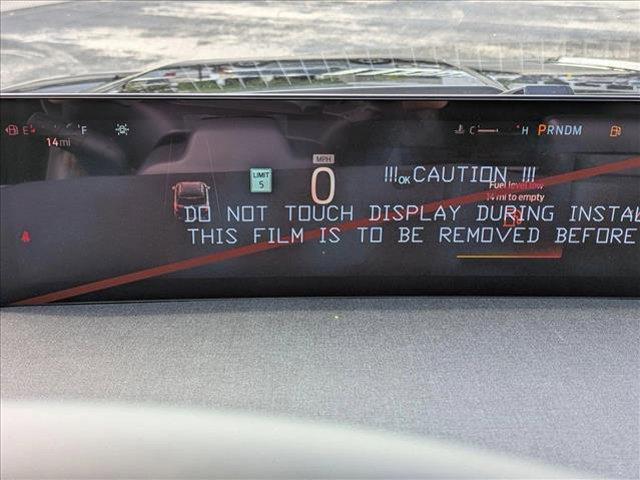 E F C H PRNDM
14 mi
MPH
LIMIT
5
0
!!! CAUTION !!!
OK
Fuel level low
14 mi to empty
DO NOT TOUCH DISPLAY DURING
THIS FILM IS TO BE REMOVED BEFORE